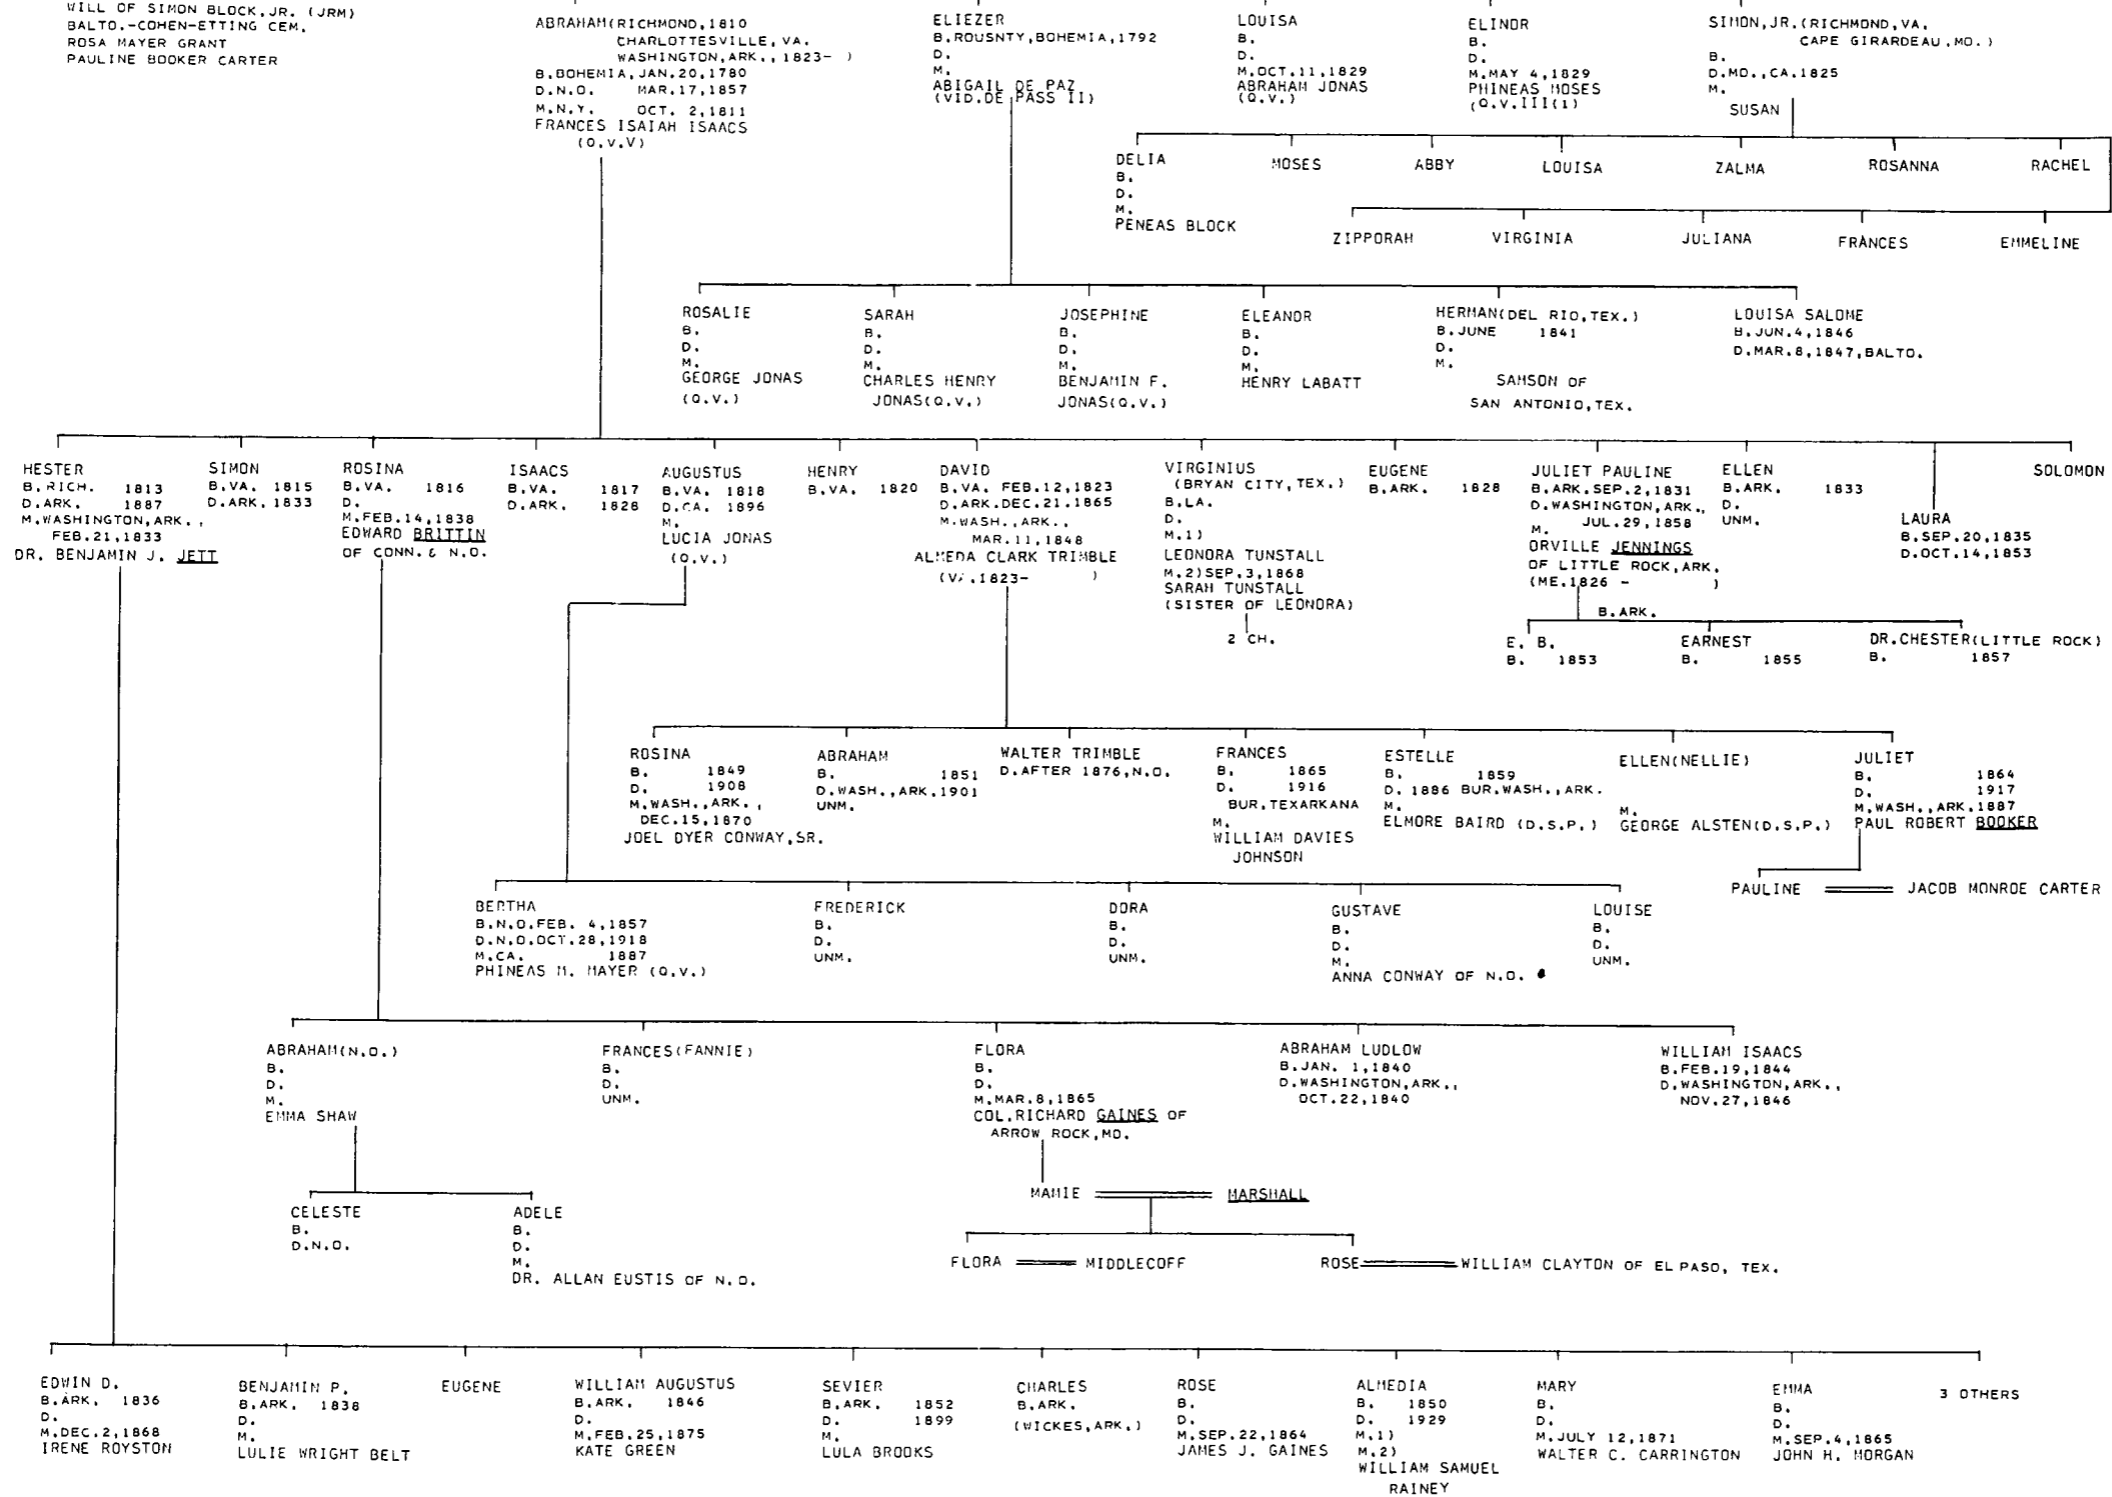 WILL OF SIMON BLOCK, JR. (JRM)
BALTO.-COHEN-ETTING CEM.
ROSA MAYER GRANT
PAULINE BOOKER CARTER
ABRAHAM(RICHMOND,1810
CHARLOTTESVILLE, VA.
WASHINGTON,ARK.,1823- )
B.BOHEMIA,JAN.20,1780
D.N.O. MAR.17,1857
M.N.Y. OCT. 2,1811
FRANCES ISAIAH ISAACS
(Q.V.V)
ELIEZER
B.ROUSNTY,BOHEMIA,1792
D.
M.
ABIGAIL DE PAZ
(VID.DE PASS II)
LOUISA
B.
D.
M.OCT.11,1829
ABRAHAM JONAS
(Q.V.)
ELINOR
B.
D.
M.MAY 4,1829
PHINEAS MOSES
(Q.V.III(1)
SIMON,JR.(RICHMOND,VA.
CAPE GIRARDEAU,MO.)
B.
D.MO.,CA.1825
M.
SUSAN
DELIA
B.
D.
M.
PENEAS BLOCK
MOSES
ABBY
LOUISA
ZALMA
ROSANNA
RACHEL
ZIPPORAH
VIRGINIA
JULIANA
FRANCES
EMMELINE
ROSALIE
B.
D.
M.
GEORGE JONAS
(Q.V.)
SARAH
B.
D.
M.
CHARLES HENRY
JONAS(Q.V.)
JOSEPHINE
B.
D.
M.
BENJAMIN F.
JONAS(Q.V.)
ELEANOR
B.
D.
M.
HENRY LABATT
HERMAN(DEL RIO,TEX.)
B.JUNE 1841
D.
M.
SAMSON OF
SAN ANTONIO,TEX.
LOUISA SALOME
B.JUN.4,1846
D.MAR.8,1847,BALTO.
HESTER
B.RICH. 1813
D.ARK. 1887
M.WASHINGTON,ARK.,
FEB.21,1833
DR. BENJAMIN J. JETT
SIMON
B.VA. 1815
D.ARK.1833
ROSINA
B.VA. 1816
D.
M.FEB.14,1838
EDWARD BRITTIN
OF CONN.& N.O.
ISAACS
B.VA. 1817
D.ARK. 1828
AUGUSTUS
B.VA. 1818
D.CA. 1896
M.
LUCIA JONAS
(Q.V.)
HENRY
B.VA. 1820
DAVID
B.VA. FEB.12,1823
D.ARK.DEC.21,1865
M.WASH.,ARK.,
MAR.11,1848
ALMEDA CLARK TRIMBLE
(VA.1823- )
VIRGINIUS
(BRYAN CITY,TEX.)
B.LA.
D.
M.1)
LEONORA TUNSTALL
M.2)SEP.3,1868
SARAH TUNSTALL
(SISTER OF LEONORA)
2 CH.
EUGENE
B.ARK. 1828
JULIET PAULINE
B.ARK.SEP.2,1831
D.WASHINGTON,ARK.,
JUL.29,1858
M.
ORVILLE JENNINGS
OF LITTLE ROCK,ARK.
(ME.1826 - )
B.ARK.
ELLEN
B.ARK. 1833
D.
UNM.
LAURA
B.SEP.20,1835
D.OCT.14,1853
SOLOMON
E. B.
B. 1853
EARNEST
B. 1855
DR.CHESTER(LITTLE ROCK)
B. 1857
ROSINA
B. 1849
D. 1908
M.WASH.,ARK.,
DEC.15,1870
JOEL DYER CONWAY,SR.
ABRAHAM
B. 1851
D.WASH.,ARK.1901
UNM.
WALTER TRIMBLE
D.AFTER 1876,N.O.
FRANCES
B. 1865
D. 1916
BUR.TEXARKANA
M.
WILLIAM DAVIES
JOHNSON
ESTELLE
B. 1859
D. 1886 BUR.WASH.,ARK.
M.
ELMORE BAIRD (D.S.P.)
ELLEN(NELLIE)
M.
GEORGE ALSTEN(D.S.P.)
JULIET
B. 1864
D. 1917
M.WASH.,ARK.1887
PAUL ROBERT BOOKER
PAULINE JACOB MONROE CARTER
BERTHA
B.N.O.FEB. 4,1857
D.N.O.OCT.28,1918
M.CA. 1887
PHINEAS M. MAYER (Q.V.)
FREDERICK
B.
D.
UNM.
DORA
B.
D.
UNM.
GUSTAVE
B.
D.
M.
ANNA CONWAY OF N.O.
LOUISE
B.
D.
UNM.
ABRAHAM(N.O.)
B.
D.
M.
EMMA SHAW
FRANCES(FANNIE)
B.
D.
UNM.
FLORA
B.
D.
M.MAR.8,1865
COL.RICHARD GAINES OF
ARROW ROCK,MO.
ABRAHAM LUDLOW
B.JAN. 1,1840
D.WASHINGTON,ARK.,
OCT.22,1840
WILLIAM ISAACS
B.FEB.19,1844
D.WASHINGTON,ARK.,
NOV.27,1846
MAMIE MARSHALL
CELESTE
B.
D.N.O.
ADELE
B.
D.
M.
DR. ALLAN EUSTIS OF N.O.
FLORA MIDDLECOFF
ROSE WILLIAM CLAYTON OF EL PASO, TEX.
EDWIN D.
B.ARK. 1836
D.
M.DEC.2,1868
IRENE ROYSTON
BENJAMIN P.
B.ARK. 1838
D.
M.
LULIE WRIGHT BELT
EUGENE
WILLIAM AUGUSTUS
B.ARK. 1846
D.
M.FEB.25,1875
KATE GREEN
SEVIER
B.ARK. 1852
D. 1899
M.
LULA BROOKS
CHARLES
B.ARK.
(WICKES,ARK.)
ROSE
B.
D.
M.SEP.22,1864
JAMES J. GAINES
ALMEDIA
B. 1850
D. 1929
M.1)
M.2)
WILLIAM SAMUEL
RAINEY
MARY
B.
D.
M.JULY 12,1871
WALTER C. CARRINGTON
EMMA
B.
D.
M.SEP.4,1865
JOHN H. MORGAN
3 OTHERS